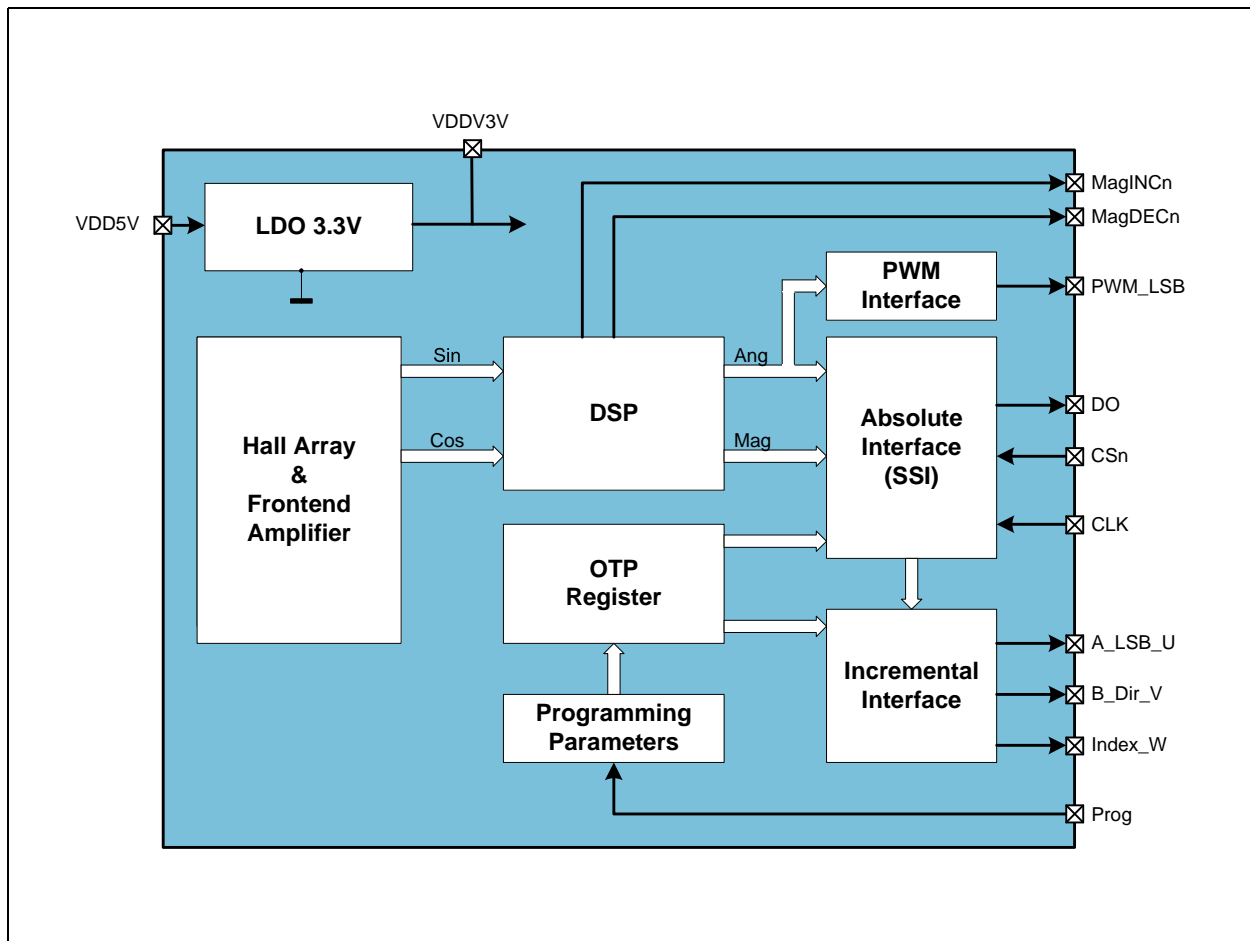 VDDV3V
VDD5V
LDO 3.3V
MagINCn
MagDECn
PWM
Interface
PWM_LSB
Sin
Cos
Hall Array
&
Frontend
Amplifier
DSP
Ang
Mag
Absolute
Interface
(SSI)
DO
CSn
CLK
OTP
Register
Programming
Parameters
Incremental
Interface
A_LSB_U
B_Dir_V
Index_W
Prog